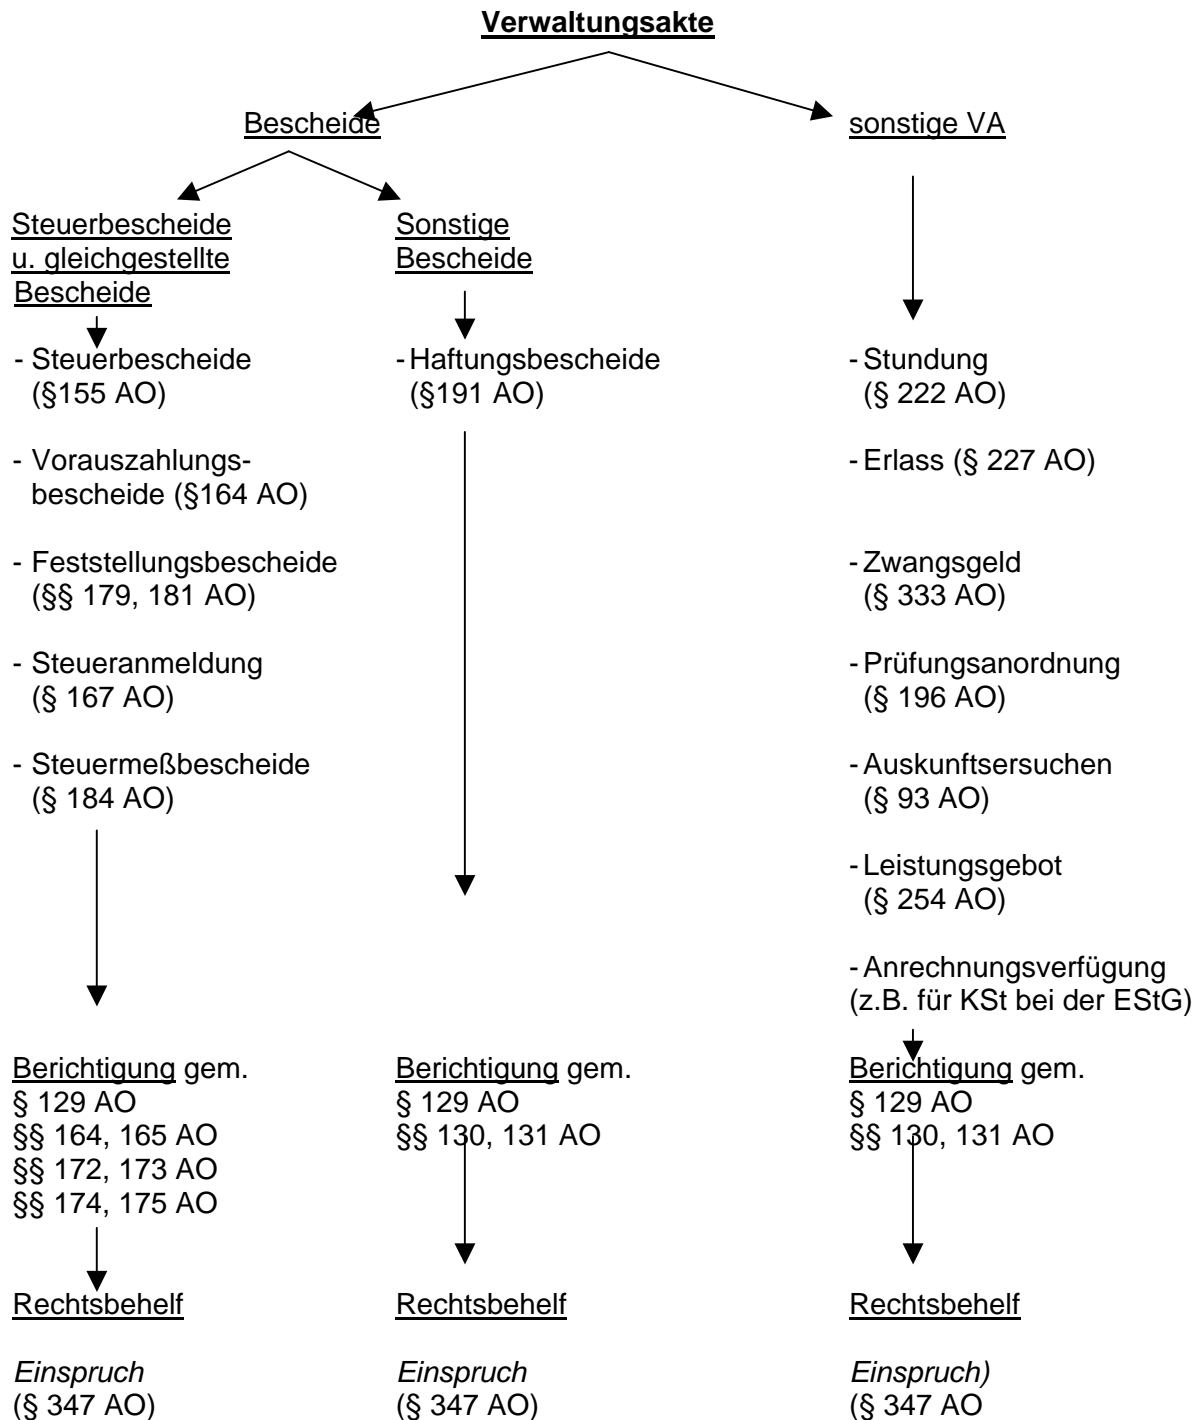 Verwaltungsakte
Bescheide
sonstige VA
Steuerbescheide
u. gleichgestellte
Bescheide
Sonstige
Bescheide
- Steuerbescheide
(§155 AO)
- Vorauszahlungs-
bescheide (§164 AO)
- Feststellungsbescheide
(§§ 179, 181 AO)
- Steueranmeldung
(§ 167 AO)
- Steuermeßbescheide
(§ 184 AO)
- Haftungsbescheide
(§191 AO)
- Stundung
(§ 222 AO)
- Erlass (§ 227 AO)
- Zwangsgeld
(§ 333 AO)
- Prüfungsanordnung
(§ 196 AO)
- Auskunftsersuchen
(§ 93 AO)
- Leistungsgebot
(§ 254 AO)
- Anrechnungsverfügung
(z.B. für KSt bei der EStG)
Berichtigung gem.
§ 129 AO
§§ 164, 165 AO
§§ 172, 173 AO
§§ 174, 175 AO
Berichtigung gem.
§ 129 AO
§§ 130, 131 AO
Berichtigung gem.
§ 129 AO
§§ 130, 131 AO
Rechtsbehelf
Einspruch
(§ 347 AO)
Rechtsbehelf
Einspruch
(§ 347 AO)
Rechtsbehelf
Einspruch)
(§ 347 AO